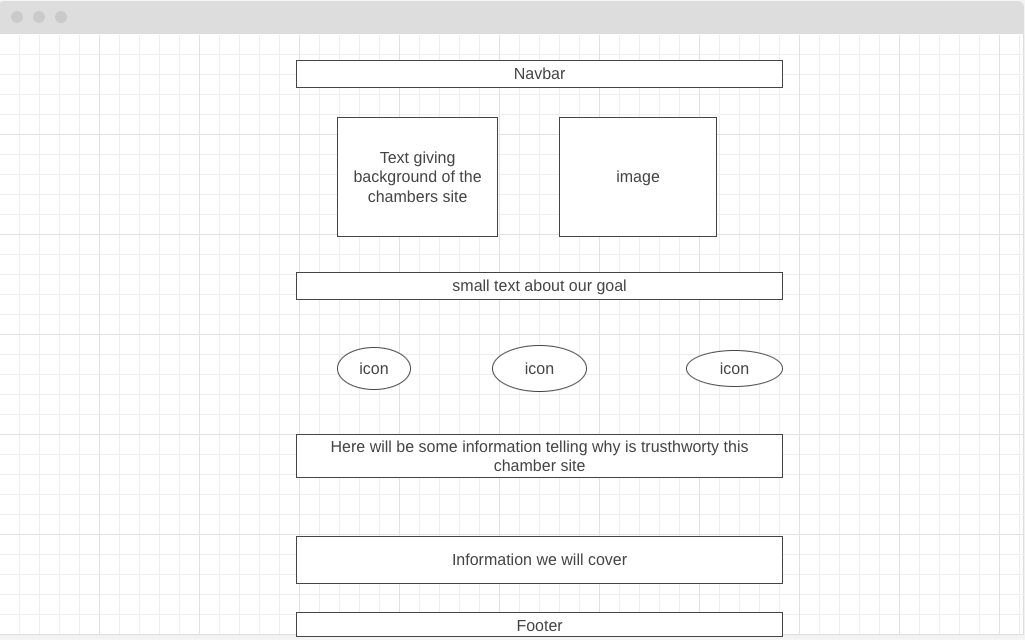 Navbar
Text giving
background of the
chambers site
image
small text about our goal
icon
icon
icon
Here will be some information telling why is trusthworty this
chamber site
Information we will cover
Footer